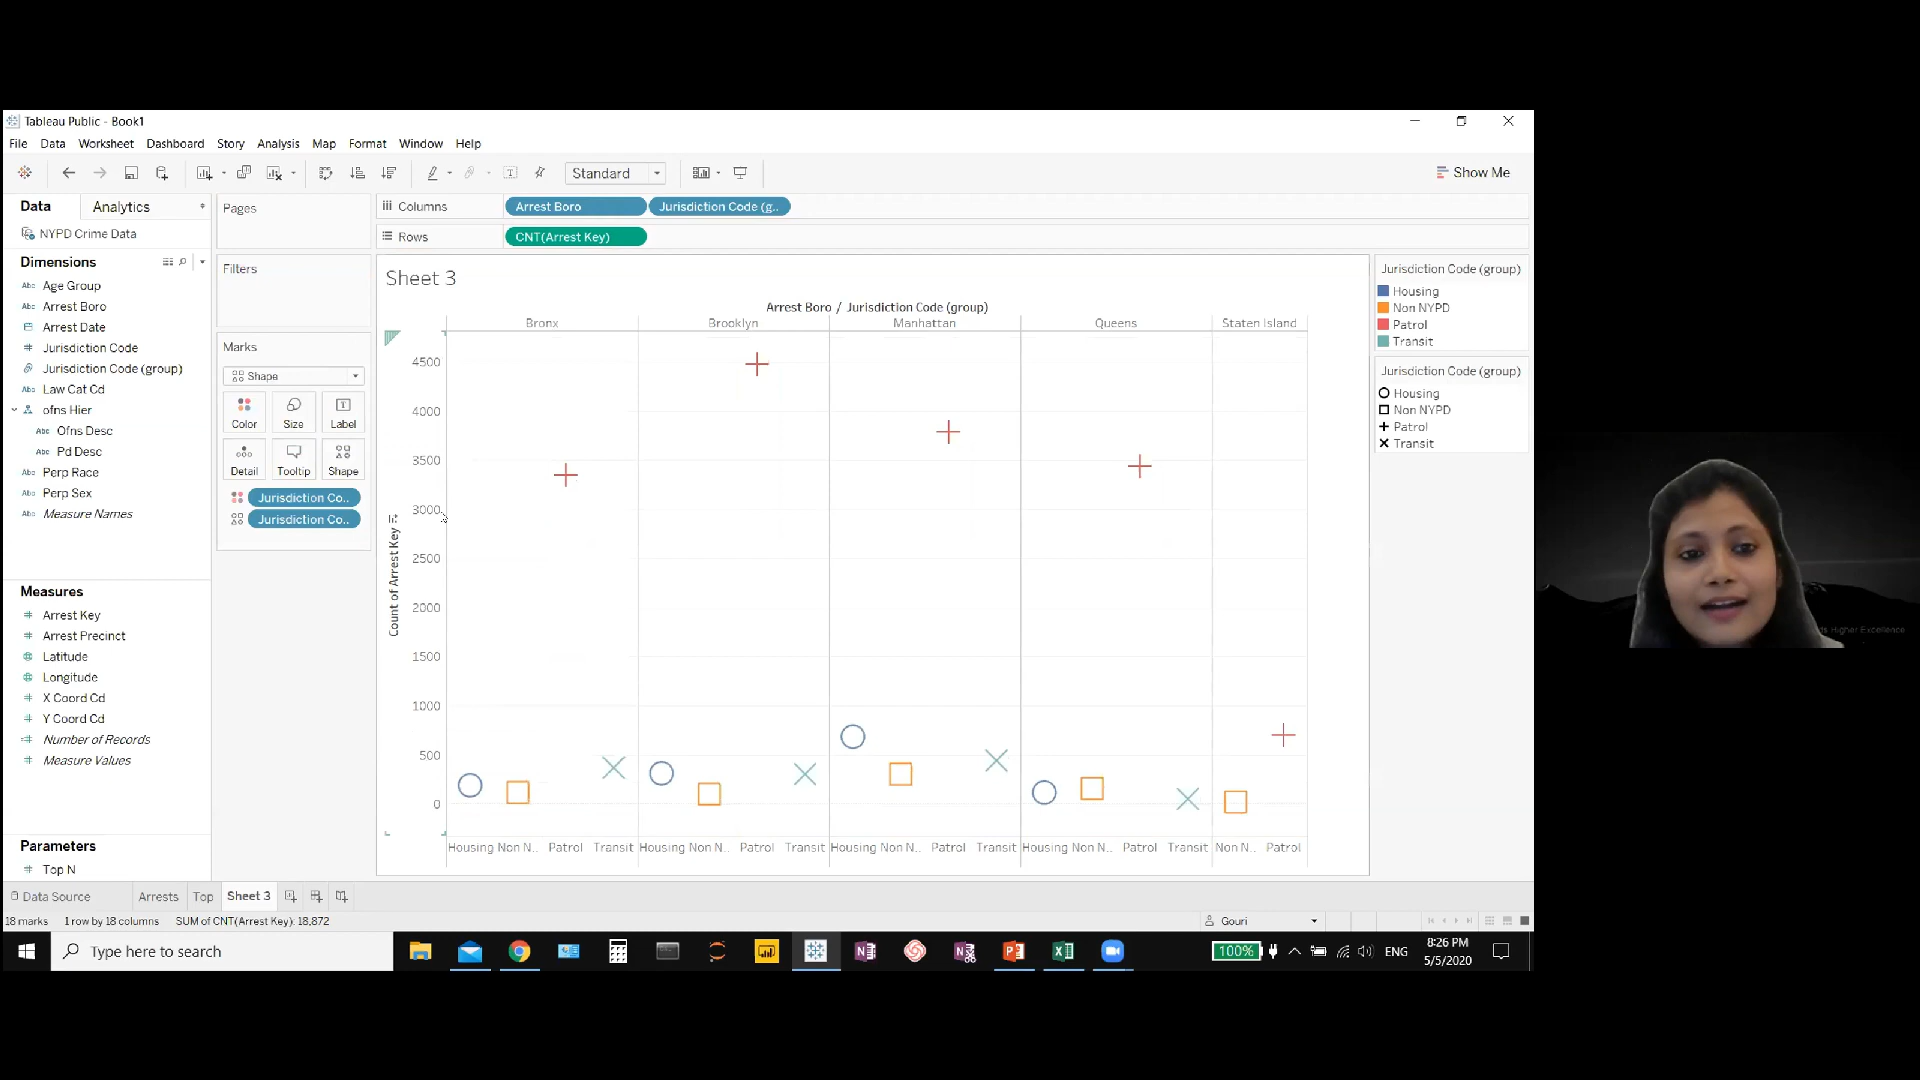 Tableau Public - Book1
File Data Worksheet Dashboard Story Analysis Map Format Window Help
Standard
Show Me
Data Analytics
NYPD Crime Data
Dimensions
Age Group
Arrest Boro
Arrest Date
Jurisdiction Code
Jurisdiction Code (group)
Law Cat Cd
ofns Hier
Ofns Desc
Pd Desc
Perp Race
Perp Sex
Measure Names
Measures
Arrest Key
Arrest Precinct
Latitude
Longitude
X Coord Cd
Y Coord Cd
Number of Records
Measure Values
Parameters
Top N
Pages
Filters
Marks
Shape
Color Size Label
Detail Tooltip Shape
Jurisdiction Co..
Jurisdiction Co..
Columns Arrest Boro Jurisdiction Code (g..
Rows CNT(Arrest Key)
Sheet 3
Arrest Boro / Jurisdiction Code (group)
Bronx Brooklyn Manhattan Queens Staten Island
Count of Arrest Key
4500
4000
3500
3000
2500
2000
1500
1000
500
0
Housing Non N.. Patrol Transit Housing Non N.. Patrol Transit Housing Non N.. Patrol Transit Housing Non N.. Patrol Transit Non N.. Patrol
Jurisdiction Code (group)
Housing
Non NYPD
Patrol
Transit
Jurisdiction Code (group)
Housing
Non NYPD
Patrol
Transit
Data Source Arrests Top Sheet 3
18 marks 1 row by 18 columns SUM of CNT(Arrest Key): 18,872
Gouri
Type here to search
100%
ENG
8:26 PM
5/5/2020
Higher Excellence